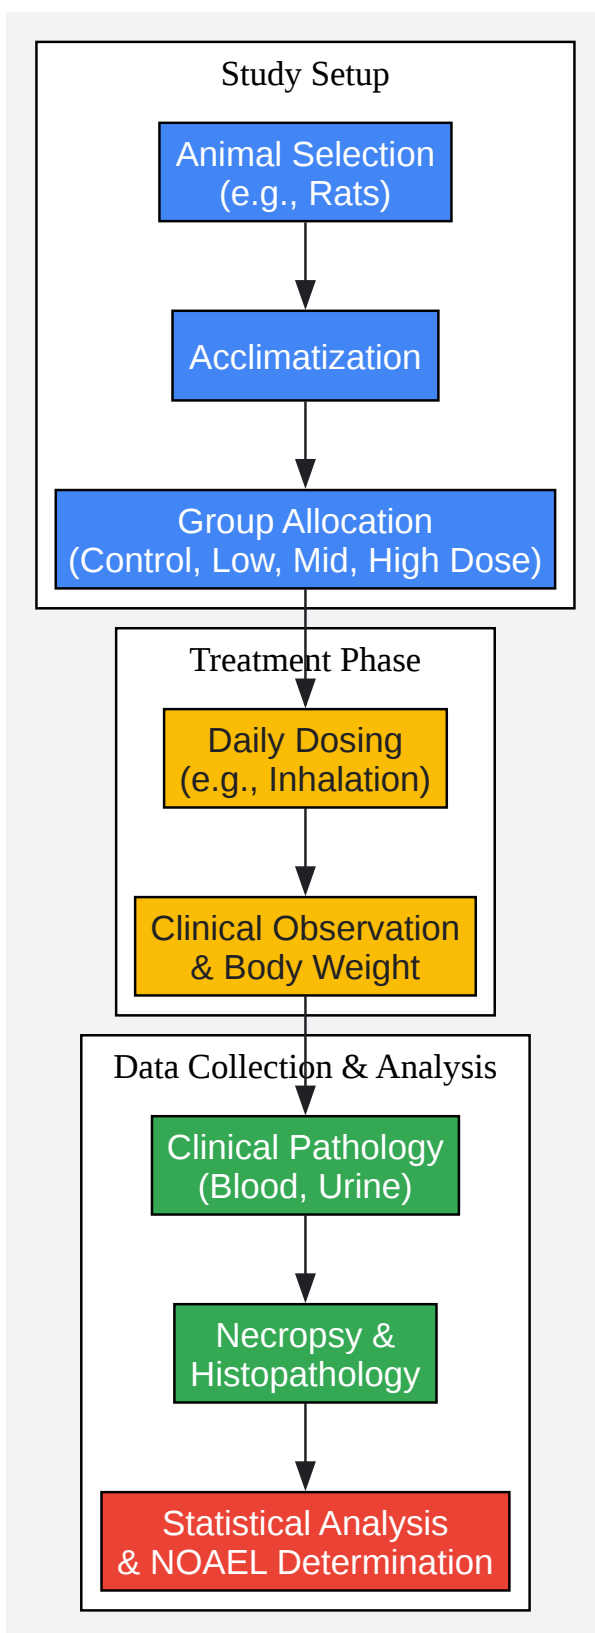 Study Setup
Animal Selection
(e.g., Rats)
Acclimatization
Group Allocation
(Control, Low, Mid, High Dose)
Treatment Phase
Daily Dosing
(e.g., Inhalation)
Clinical Observation
& Body Weight
Data Collection & Analysis
Clinical Pathology
(Blood, Urine)
Necropsy &
Histopathology
Statistical Analysis
& NOAEL Determination